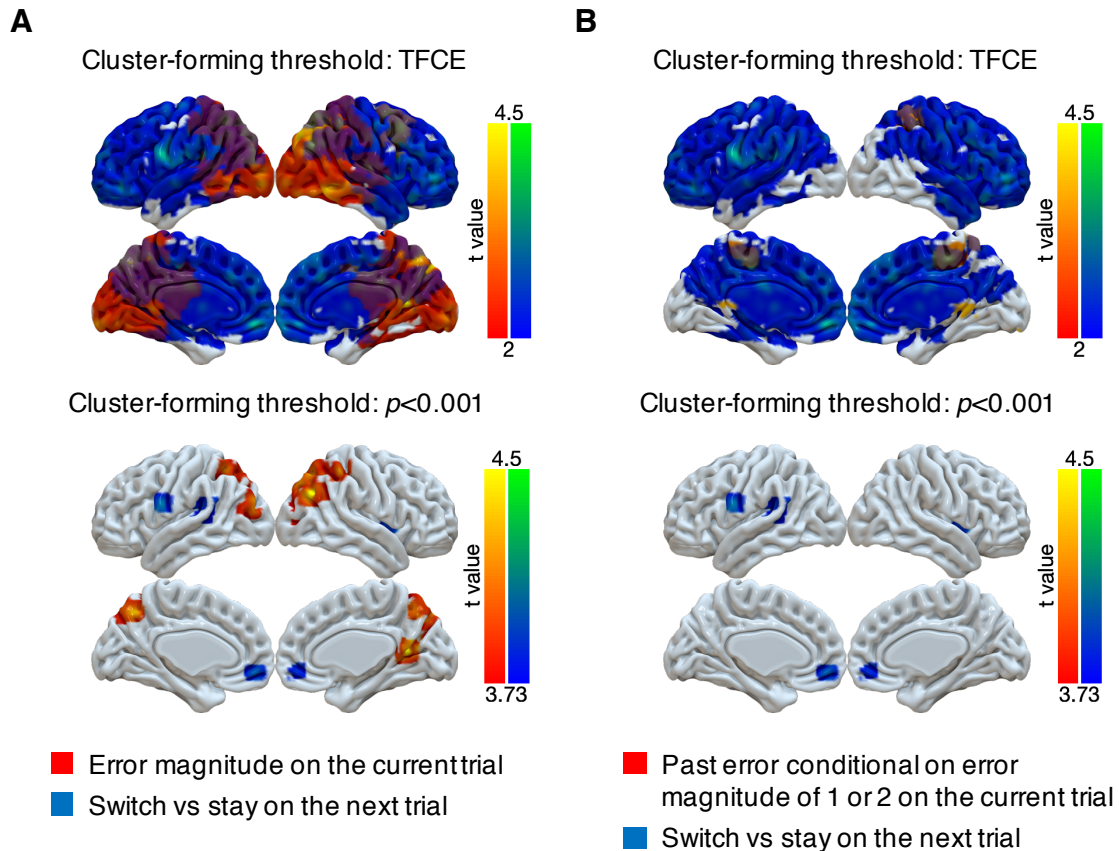 A
Cluster-forming threshold: TFCE
4.5
t value
2
Cluster-forming threshold: p<0.001
4.5
t value
3.73
Error magnitude on the current trial
Switch vs stay on the next trial
B
Cluster-forming threshold: TFCE
4.5
t value
2
Cluster-forming threshold: p<0.001
4.5
t value
3.73
Past error conditional on error
magnitude of 1 or 2 on the current trial
Switch vs stay on the next trial